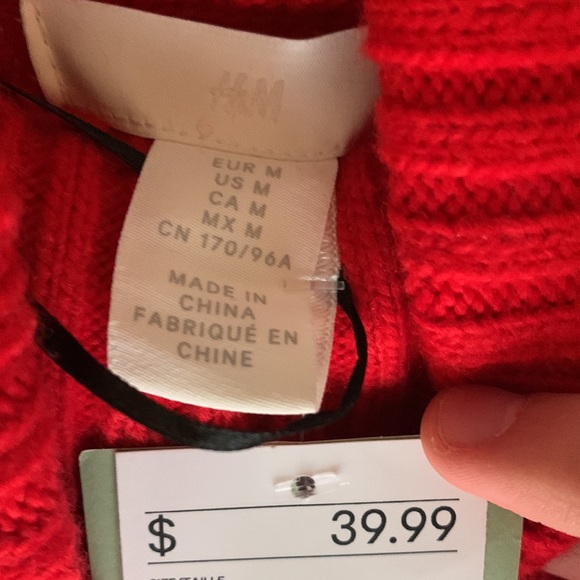 H&M
EUR M
US M
CA M
MX M
CN 170/96A
MADE IN
CHINA
FABRIQUÉ EN
CHINE
$ 39.99